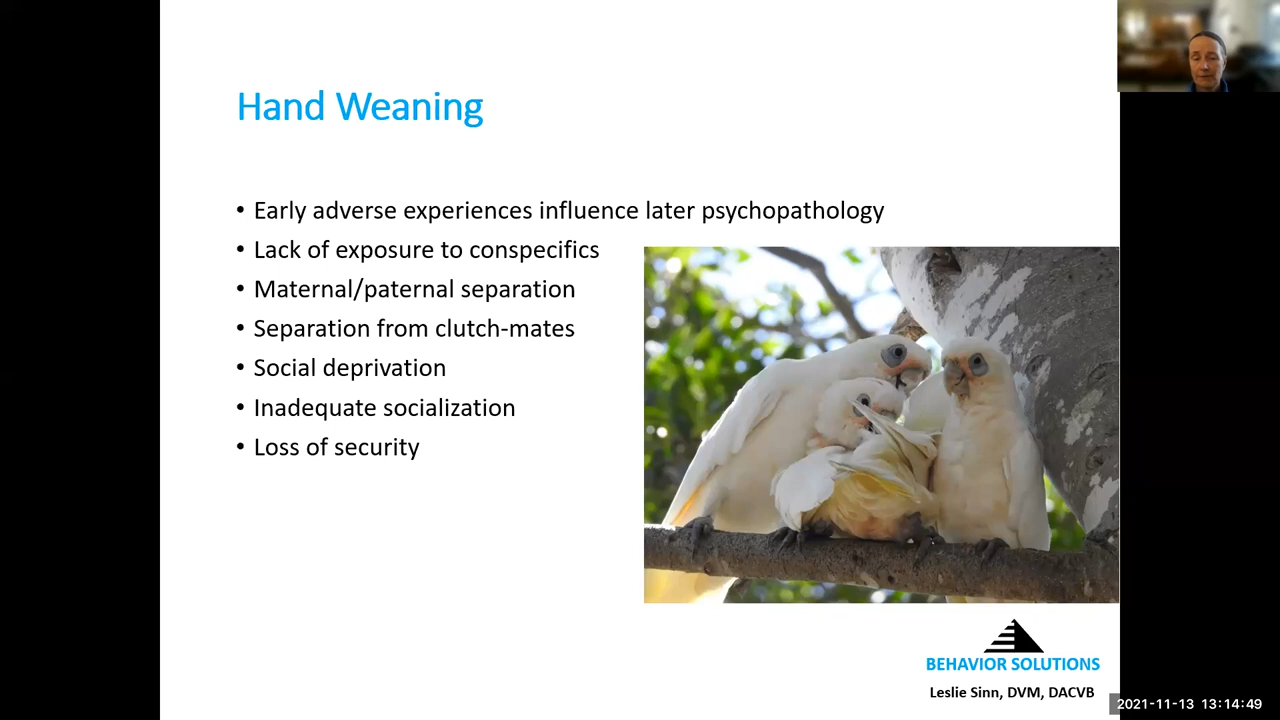 Hand Weaning
• Early adverse experiences influence later psychopathology
• Lack of exposure to conspecifics
• Maternal/paternal separation
• Separation from clutch-mates
• Social deprivation
• Inadequate socialization
• Loss of security
BEHAVIOR SOLUTIONS
Leslie Sinn, DVM, DACVB
2021-11-13 13:14:49